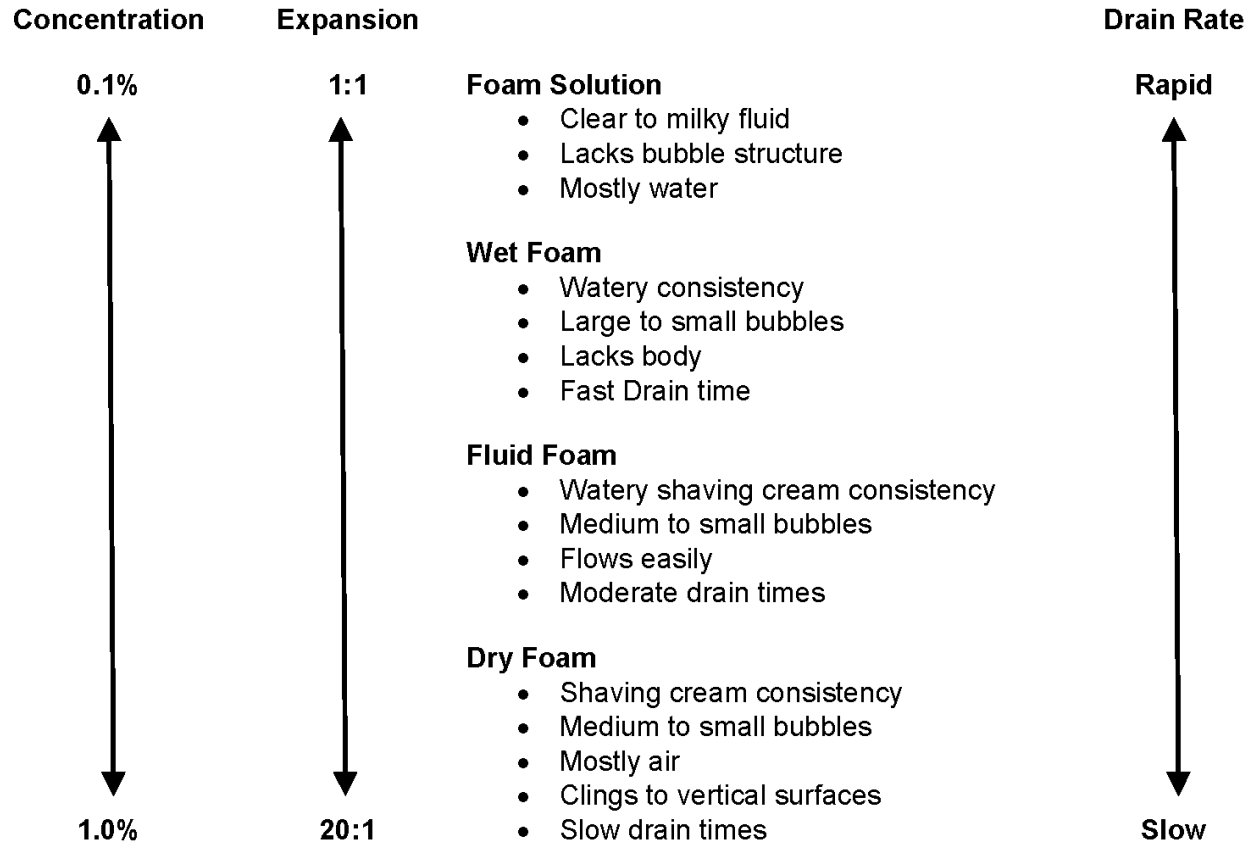 Concentration Expansion Drain Rate
0.1% 1:1 Foam Solution Rapid
• Clear to milky fluid
• Lacks bubble structure
• Mostly water
Wet Foam
• Watery consistency
• Large to small bubbles
• Lacks body
• Fast Drain time
Fluid Foam
• Watery shaving cream consistency
• Medium to small bubbles
• Flows easily
• Moderate drain times
Dry Foam
• Shaving cream consistency
• Medium to small bubbles
• Mostly air
• Clings to vertical surfaces
1.0% 20:1 • Slow drain times Slow